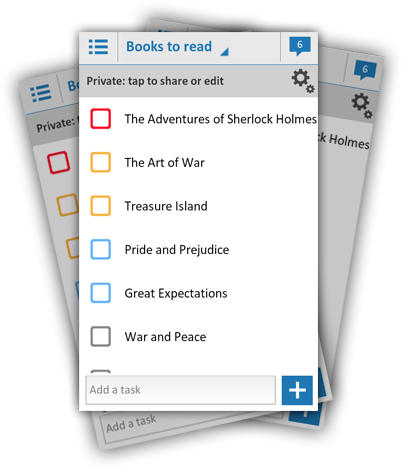 Books to read
6
Private: tap to share or edit
The Adventures of Sherlock Holmes
The Art of War
Treasure Island
Pride and Prejudice
Great Expectations
War and Peace
Add a task
6
Private:
ck Holmes
Add a task